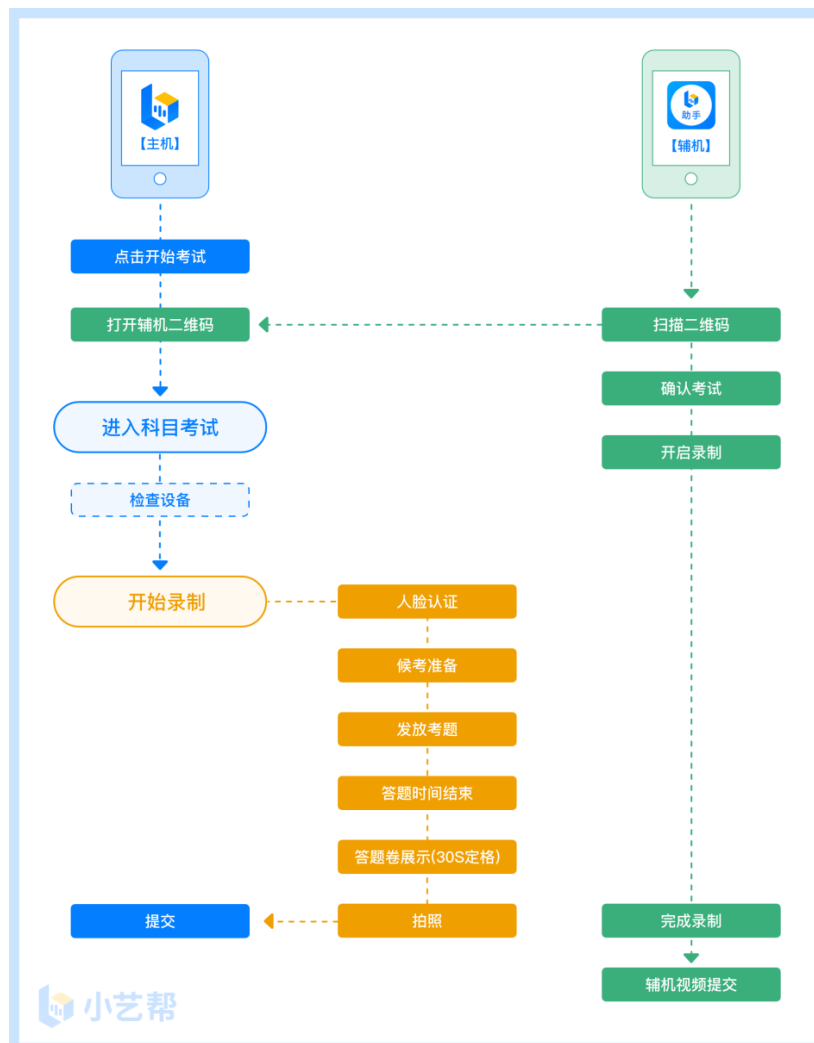 助手
【主机】
【辅机】
点击开始考试
打开辅机二维码
扫描二维码
确认考试
进入科目考试
开启录制
检查设备
开始录制
人脸认证
候考准备
发放考题
答题时间结束
答题卷展示(30S定格)
提交
拍照
完成录制
辅机视频提交
小艺帮